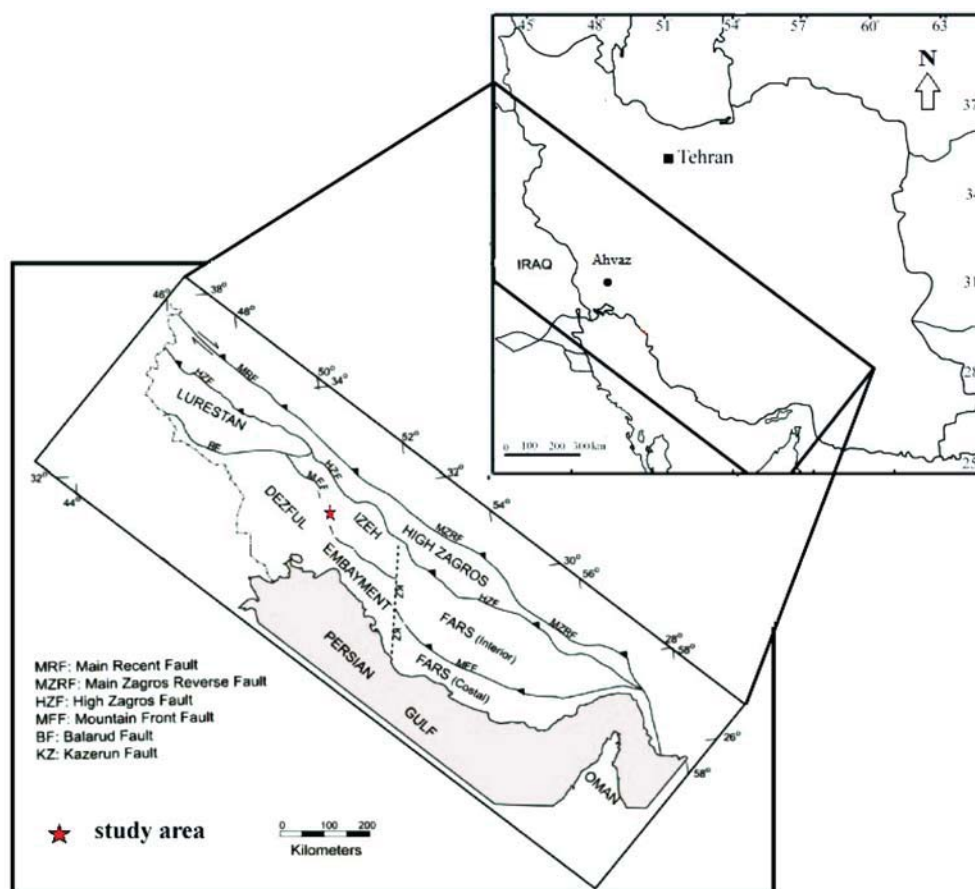 45 48 51 54 57 60 63
N
37
Tehran
34
Ahvaz
IRAQ
31
28
0 100 200 300km
25
46° 38°
48°
MRF
50°
34°
HZF
LURESTAN
BF
52°
32°
HZF
MFF
32°
44°
54°
DEZFUL
IZEH
MZRF
HIGH ZAGROS
30°
56°
EMBAYMENT
KZ
HZF
FARS (Interior)
MZRF
KZ
28°
58°
PERSIAN
MFF
FARS (Costal)
GULF
26°
58°
OMAN
MRF: Main Recent Fault
MZRF: Main Zagros Reverse Fault
HZF: High Zagros Fault
MFF: Mountain Front Fault
BF: Balarud Fault
KZ: Kazerun Fault
study area
0 100 200
Kilometers